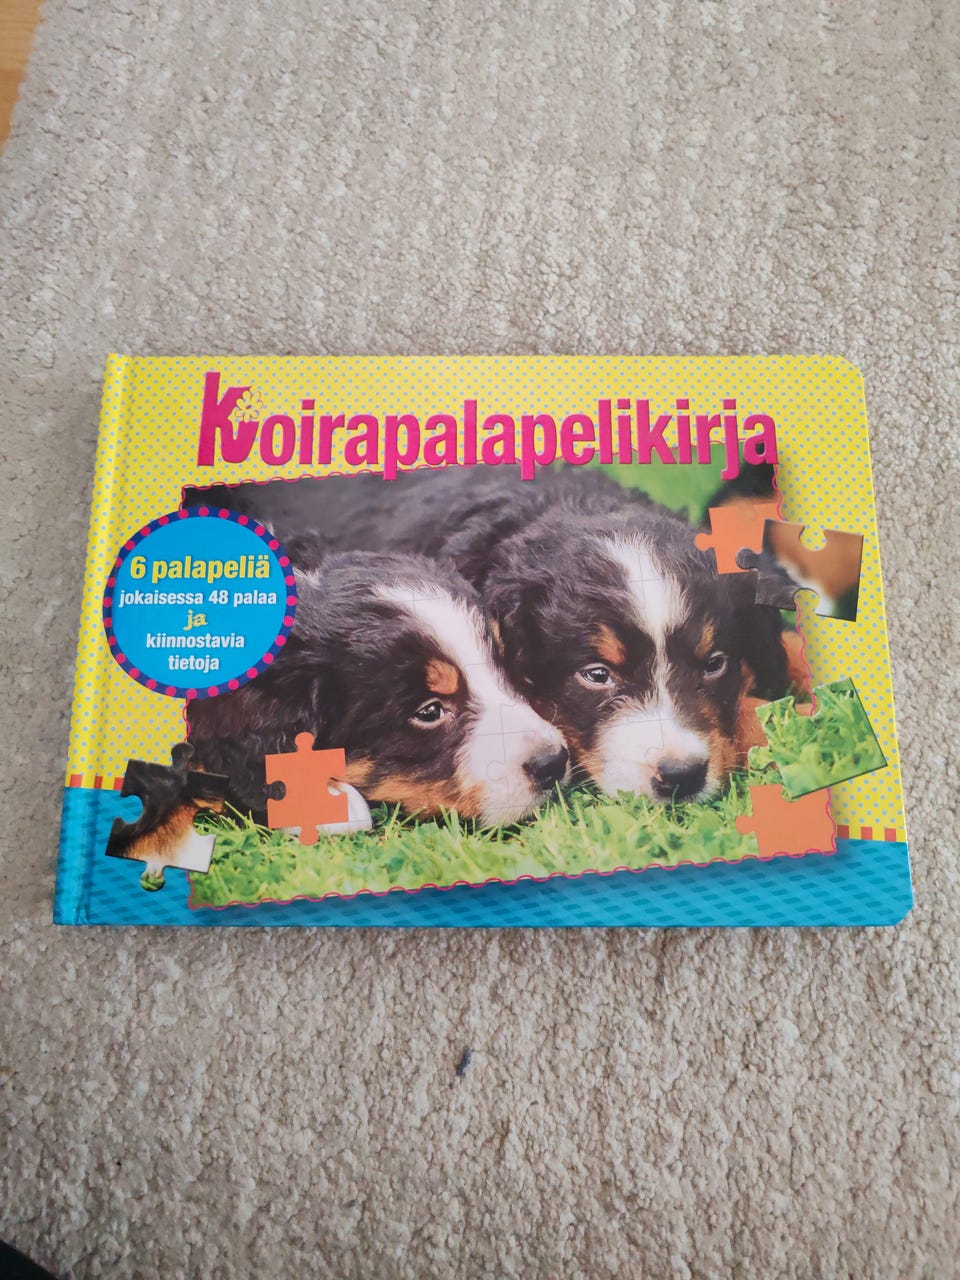 Koirapalapelikirja
6 palapeliä
jokaisessa 48 palaa
ja
kiinnostavia
tietoja